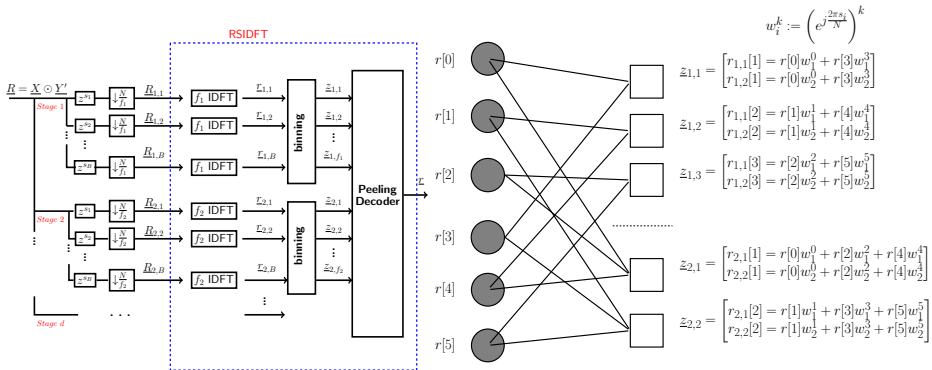 RSIDFT
R = X ⊙ Y′
Stage 1
z^{s_1} ↓N/f_1 R_{1,1} f_1 IDFT r_{1,1} z_{1,1}
z^{s_2} ↓N/f_1 R_{1,2} f_1 IDFT r_{1,2} z_{1,2}
⋮ ⋮
z^{s_B} ↓N/f_1 R_{1,B} f_1 IDFT r_{1,B} z_{1,f_1}
binning
Stage 2
z^{s_1} ↓N/f_2 R_{2,1} f_2 IDFT r_{2,1} z_{2,1}
z^{s_2} ↓N/f_2 R_{2,2} f_2 IDFT r_{2,2} z_{2,2}
⋮ ⋮ ⋮
z^{s_B} ↓N/f_2 R_{2,B} f_2 IDFT r_{2,B} z_{2,f_2}
binning
Stage d
. . .
⋮
Peeling
Decoder
r
r[0]
r[1]
r[2]
r[3]
r[4]
r[5]
w_i^k := (e^{j 2πs_i/N})^k
z_{1,1} = [r_{1,1}[1] = r[0]w_1^0 + r[3]w_1^3
r_{1,2}[1] = r[0]w_2^0 + r[3]w_2^3]
z_{1,2} = [r_{1,1}[2] = r[1]w_1^1 + r[4]w_1^4
r_{1,2}[2] = r[1]w_2^1 + r[4]w_2^4]
z_{1,3} = [r_{1,1}[3] = r[2]w_1^2 + r[5]w_1^5
r_{1,2}[3] = r[2]w_2^2 + r[5]w_2^5]
z_{2,1} = [r_{2,1}[1] = r[0]w_1^0 + r[2]w_1^2 + r[4]w_1^4
r_{2,2}[1] = r[0]w_2^0 + r[2]w_2^2 + r[4]w_2^4]
z_{2,2} = [r_{2,1}[2] = r[1]w_1^1 + r[3]w_1^3 + r[5]w_1^5
r_{2,2}[2] = r[1]w_2^1 + r[3]w_2^3 + r[5]w_2^5]